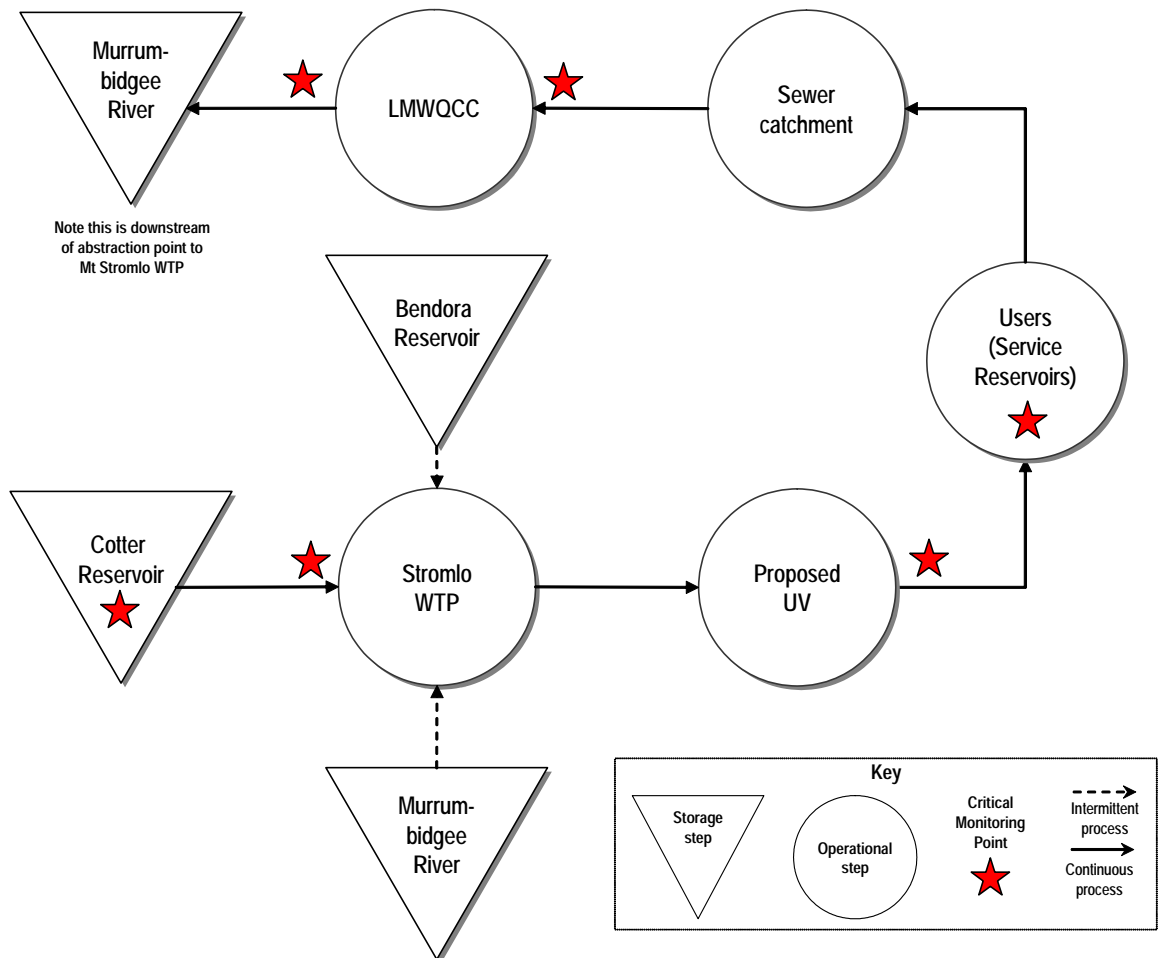 Murrum-
bidgee
River
LMWQCC
Sewer
catchment
Note this is downstream
of abstraction point to
Mt Stromlo WTP
Bendora
Reservoir
Users
(Service
Reservoirs)
Cotter
Reservoir
Stromlo
WTP
Proposed
UV
Murrum-
bidgee
River
Key
Storage
step
Operational
step
Critical
Monitoring
Point
Intermittent
process
Continuous
process